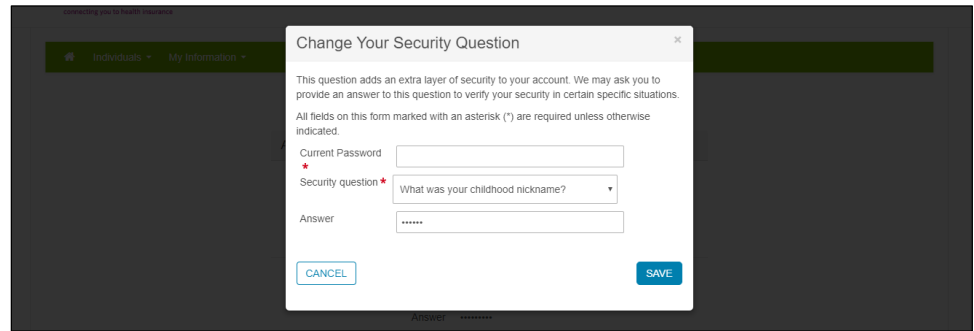 connecting you to health insurance.
Individuals
My Information
Change Your Security Question
×
This question adds an extra layer of security to your account. We may ask you to
provide an answer to this question to verify your security in certain specific situations.
All fields on this form marked with an asterisk (*) are required unless otherwise
indicated.
Current Password
*
Security question *
What was your childhood nickname?
Answer
••••••
CANCEL
SAVE
Answer •••••••••